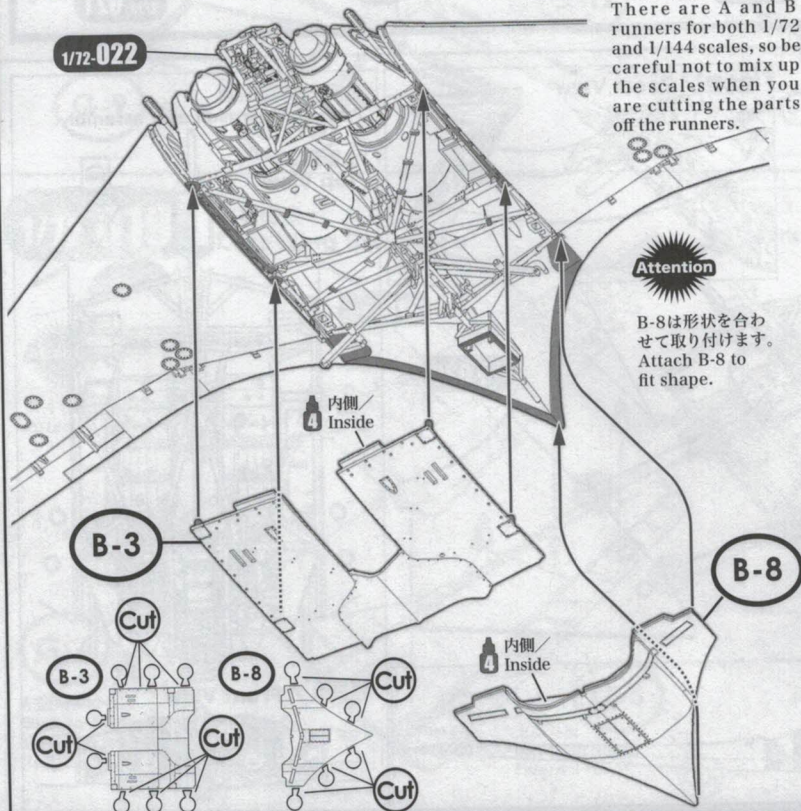 1/72-022
There are A and B
runners for both 1/72
and 1/144 scales, so be
careful not to mix up
the scales when you
are cutting the parts
off the runners.
Attention
B-8は形状を合わ
せて取り付けます。
Attach B-8 to
fit shape.
4 内側/
Inside
B-3
B-8
4 内側/
Inside
Cut
B-3
B-8
Cut
Cut
Cut
Cut